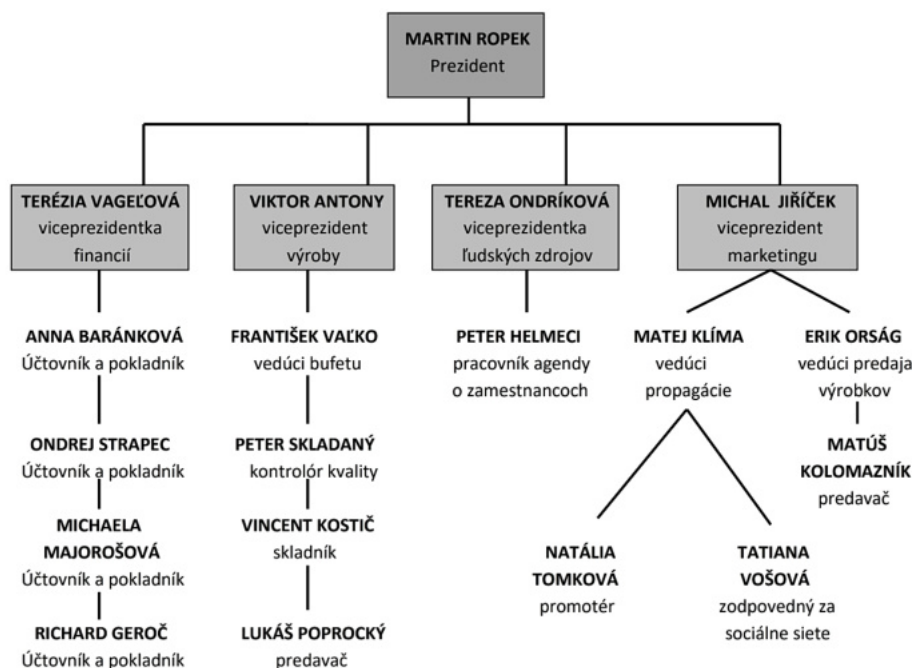 MARTIN ROPEK
Prezident
TERÉZIA VAGEĽOVÁ
viceprezidentka
financií
VIKTOR ANTONY
viceprezident
výroby
TEREZA ONDRÍKOVÁ
viceprezidentka
ľudských zdrojov
MICHAL JIŘÍČEK
viceprezident
marketingu
ANNA BARÁNKOVÁ
Účtovník a pokladník
FRANTIŠEK VAĽKO
vedúci bufetu
PETER HELMECI
pracovník agendy
o zamestnancoch
MATEJ KLÍMA
vedúci
propagácie
ERIK ORSÁG
vedúci predaja
výrobkov
ONDREJ STRAPEC
Účtovník a pokladník
PETER SKLADANÝ
kontrolór kvality
MATÚŠ
KOLOMAZNÍK
predavač
MICHAELA
MAJOROŠOVÁ
Účtovník a pokladník
VINCENT KOSTIČ
skladník
NATÁLIA
TOMKOVÁ
promotér
TATIANA
VOŠOVÁ
zodpovedný za
sociálne siete
RICHARD GEROČ
Účtovník a pokladník
LUKÁŠ POPROCKÝ
predavač